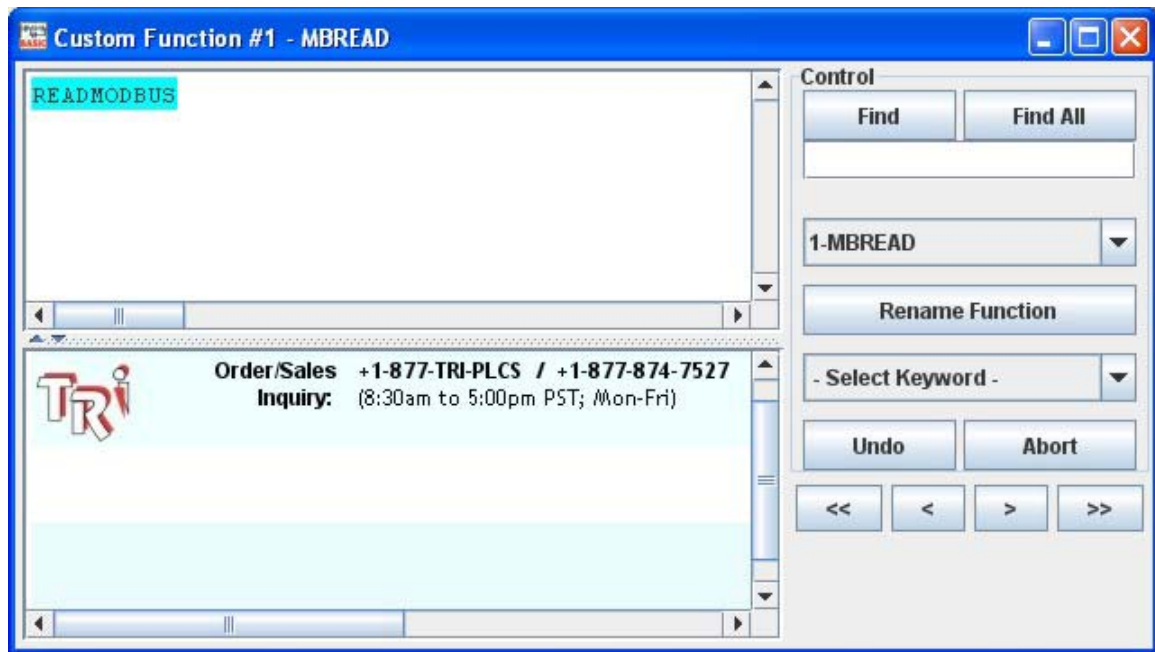 Custom Function #1 - MBREAD
READMODBUS
Control
Find
Find All
1-MBREAD
Rename Function
- Select Keyword -
Undo
Abort
<<
<
>
>>
TRi
Order/Sales +1-877-TRI-PLCS / +1-877-874-7527
Inquiry: (8:30am to 5:00pm PST; Mon-Fri)